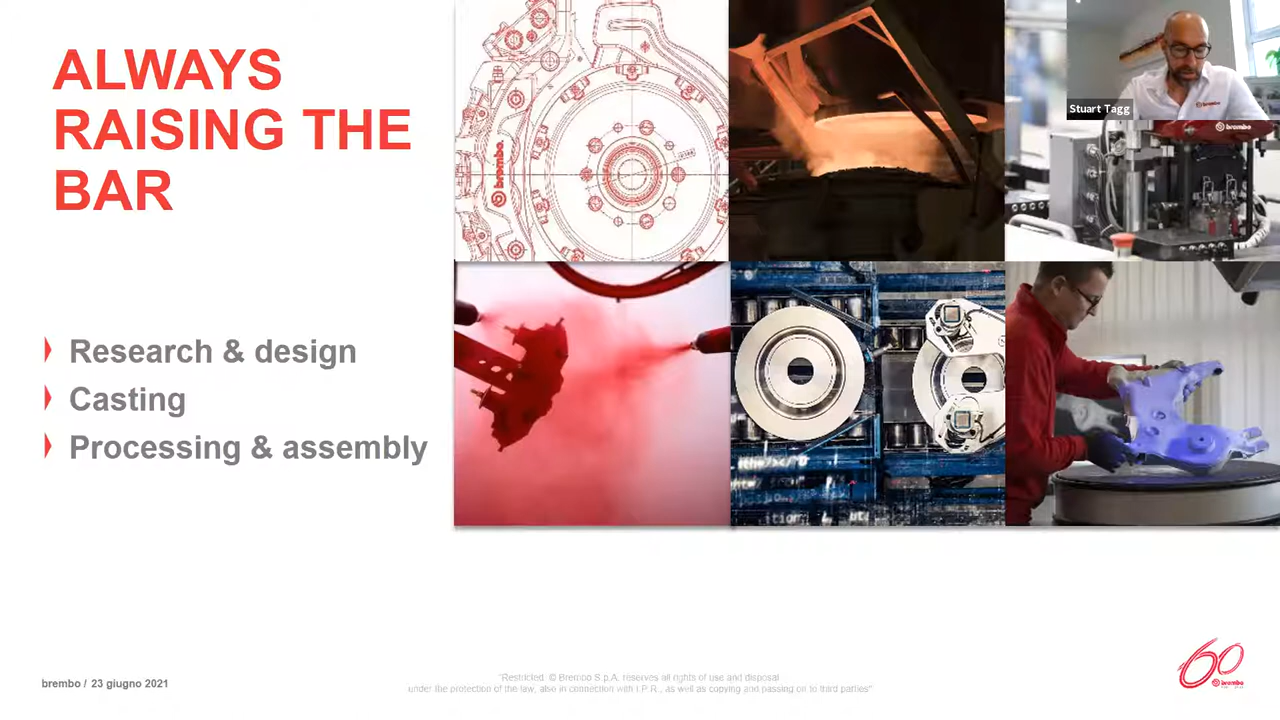 ALWAYS
RAISING THE
BAR
Research & design
Casting
Processing & assembly
brembo
Stuart Tagg
brembo
brembo / 23 giugno 2021
"Restricted. © Brembo S.p.A. reserves all rights of use and disposal
under the protection of the law, also in connection with I.P.R., as well as copying and passing on to third parties"
60
brembo